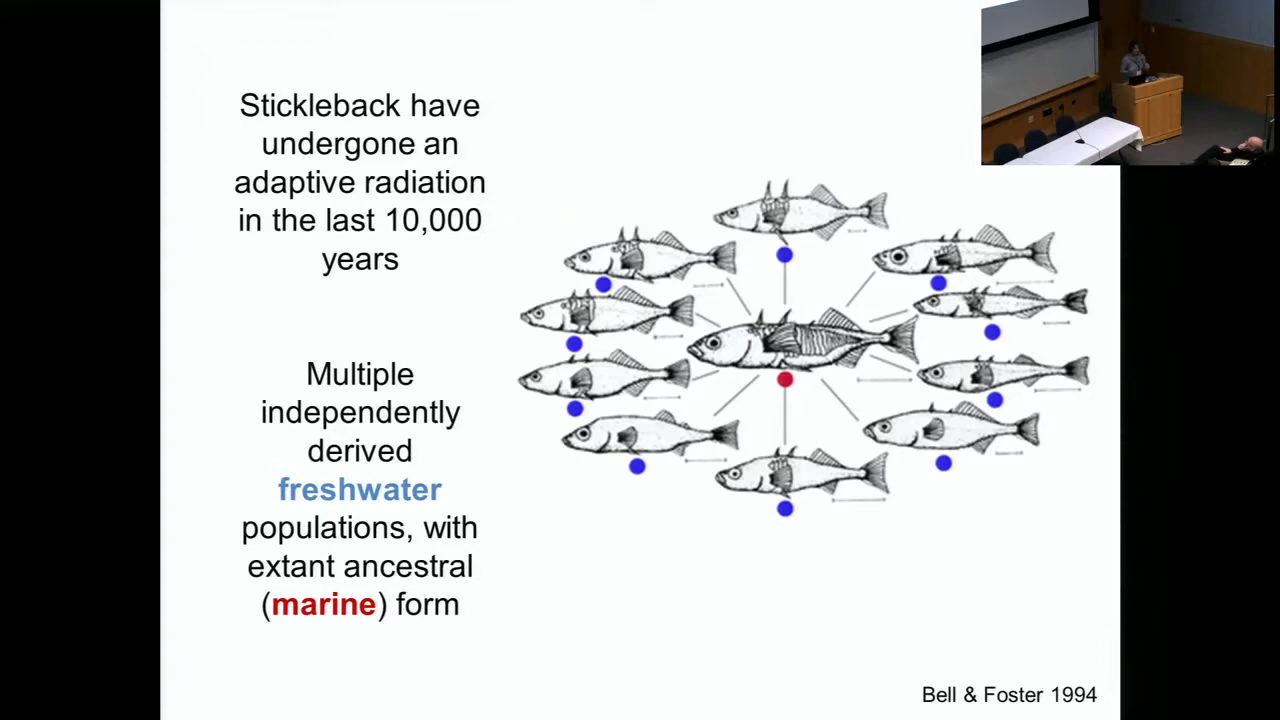 Stickleback have
undergone an
adaptive radiation
in the last 10,000
years
Multiple
independently
derived
freshwater
populations, with
extant ancestral
(marine) form
Bell & Foster 1994